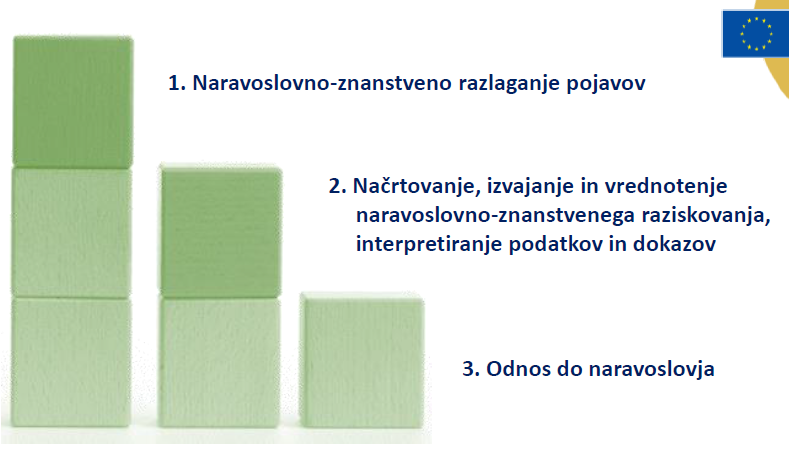 1. Naravoslovno-znanstveno razlaganje pojavov
2. Načrtovanje, izvajanje in vrednotenje
naravoslovno-znanstvenega raziskovanja,
interpretiranje podatkov in dokazov
3. Odnos do naravoslovja